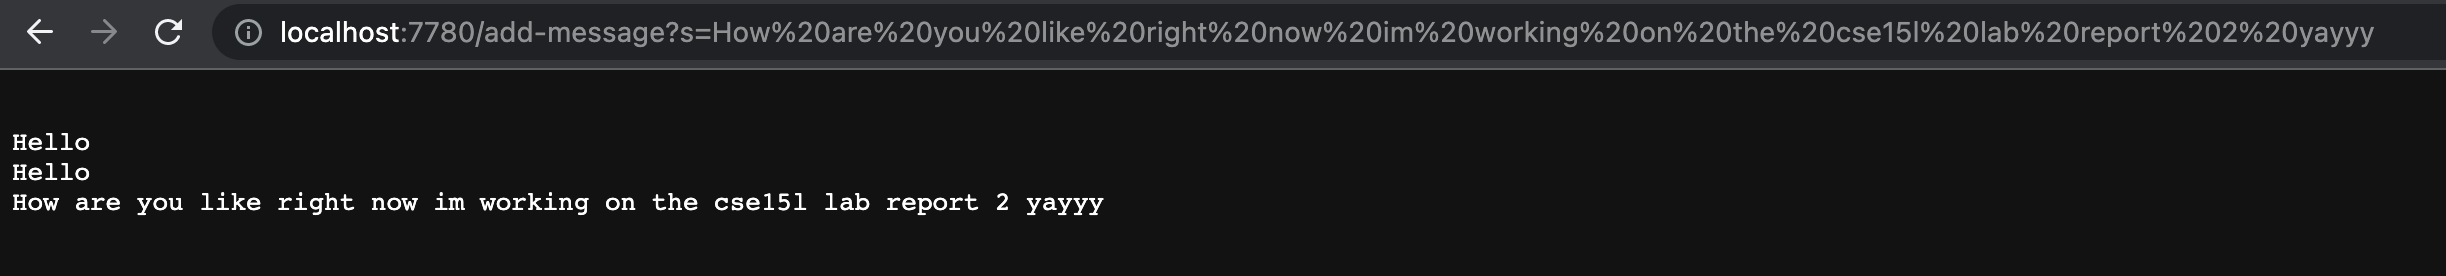 localhost:7780/add-message?s=How%20are%20you%20like%20right%20now%20im%20working%20on%20the%20cse15l%20lab%20report%202%20yayyy
Hello
Hello
How are you like right now im working on the cse15l lab report 2 yayyy